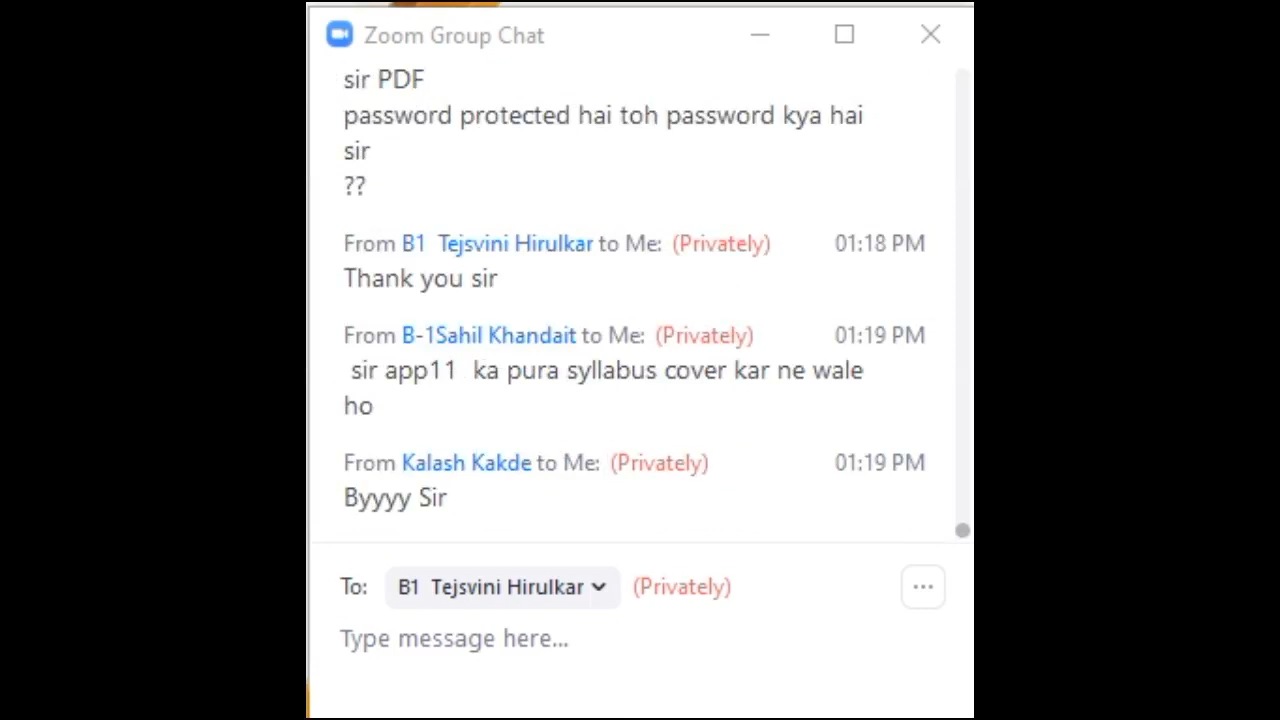 Zoom Group Chat
sir PDF
password protected hai toh password kya hai
sir
??
From B1 Tejsvini Hirulkar to Me: (Privately) 01:18 PM
Thank you sir
From B-1Sahil Khandait to Me: (Privately) 01:19 PM
sir app11 ka pura syllabus cover kar ne wale
ho
From Kalash Kakde to Me: (Privately) 01:19 PM
Byyyy Sir
To: B1 Tejsvini Hirulkar (Privately)
Type message here...